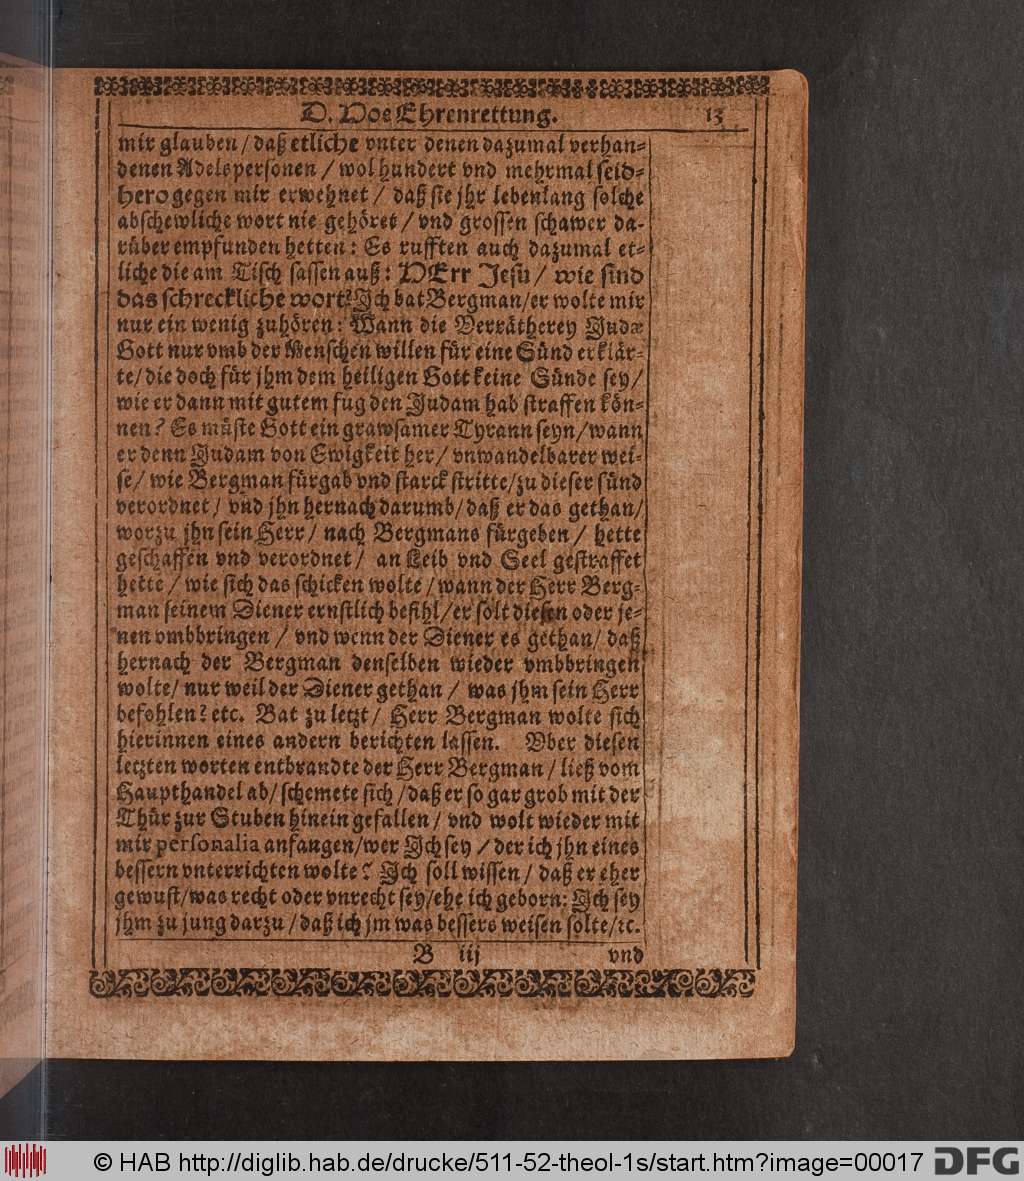 D. Hoe Ehrenrettung. 13
mir glauben / daß etliche vnter denen dazumal verhan-
denen Adelspersonen / wol hundert vnd mehrmal seid-
hero gegen mir erwehnet / daß sie jhr lebenlang solche
abschewliche wort nie gehöret / vnd grossen schawer da-
rüber empfunden hetten: Es rufften auch dazumal et-
liche die am Tisch sassen auß: HErr Jesu / wie sind
das schreckliche wort? Ich bat Bergman / er wolte mir
nur ein wenig zuhören: Wann die Verrätherey Judæ
Gott nur vmb der Menschen willen für eine Sünd erklär-
te / die doch für jhm dem heiligen Gott keine Sünde sey /
wie er dann mit gutem fug den Judam hab straffen kön-
nen? Es müste Gott ein grawsamer Tyrann seyn / wann
er denn Judam von Ewigkeit her / vnwandelbarer wei-
se / wie Bergman fürgab vnd starck stritte / zu dieser sünd
verordnet / vnd jhn hernach darumb / daß er das gethan /
worzu jhn sein Herr / nach Bergmans fürgeben / hette
geschaffen vnd verordnet / an Leib vnd Seel gestraffet
hette / wie sich das schicken wolte / wann der Herr Berg-
man seinem Diener ernstlich befihl / er solt diesen oder je-
nen vmbbringen / vnd wenn der Diener es gethan / daß
hernach der Bergman denselben wieder vmbbringen
wolte / nur weil der Diener gethan / was jhm sein Herr
befohlen? etc. Bat zu letzt / Herr Bergman wolte sich
hierinnen eines andern berichten lassen. Vber diesen
letzten worten entbrandte der Herr Bergman / ließ vom
Haupthandel ab / schemete sich / daß er so gar grob mit der
Thür zur Stuben hinein gefallen / vnd wolt wieder mit
mir personalia anfangen / wer Ich sey / der ich jhn eines
bessern vnterrichten wolte? Ich soll wissen / daß er eher
gewust / was recht oder vnrecht sey / ehe ich geborn: Ich sey
jhm zu jung darzu / daß ich jm was bessers weisen solte / ꝛc.
B iij vnd
© HAB http://diglib.hab.de/drucke/511-52-theol-1s/start.htm?image=00017 DFG